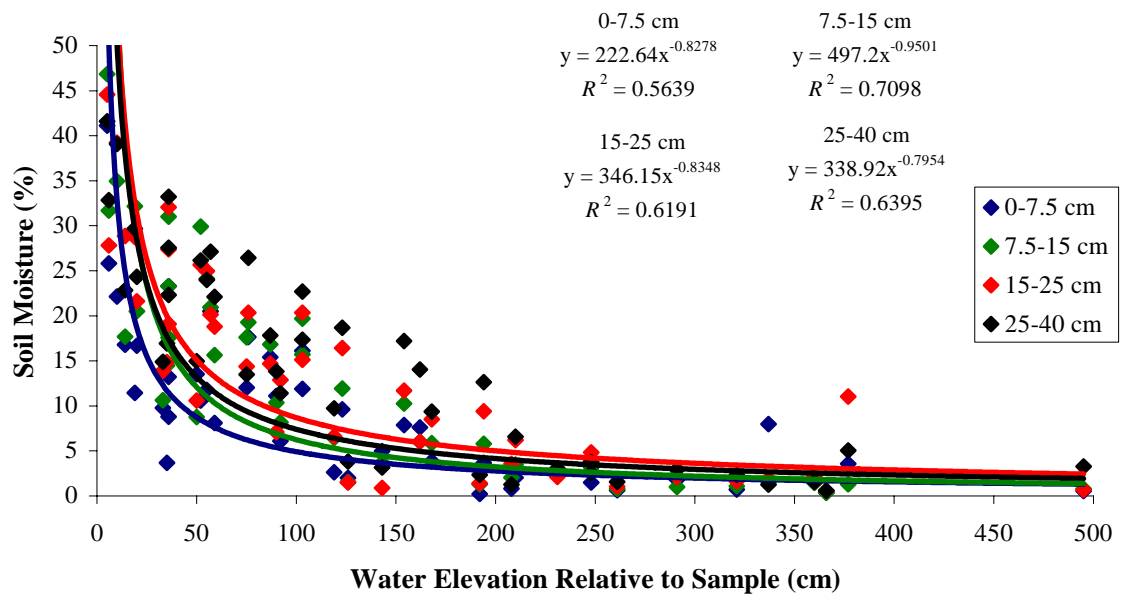 0-7.5 cm
y = 222.64x^-0.8278
R² = 0.5639
7.5-15 cm
y = 497.2x^-0.9501
R² = 0.7098
15-25 cm
y = 346.15x^-0.8348
R² = 0.6191
25-40 cm
y = 338.92x^-0.7954
R² = 0.6395
Soil Moisture (%)
50
45
40
35
30
25
20
15
10
5
0
0 50 100 150 200 250 300 350 400 450 500
Water Elevation Relative to Sample (cm)
0-7.5 cm
7.5-15 cm
15-25 cm
25-40 cm